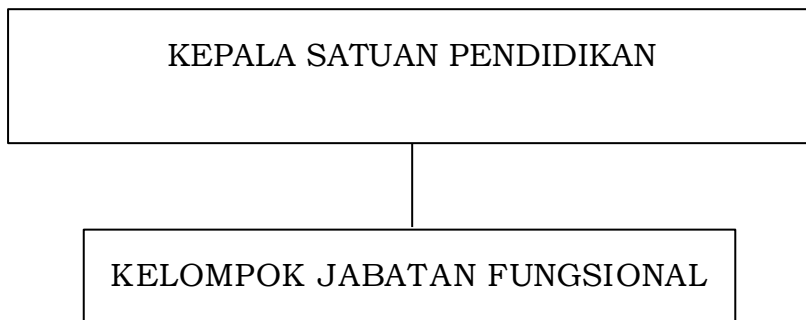 KEPALA SATUAN PENDIDIKAN
KELOMPOK JABATAN FUNGSIONAL